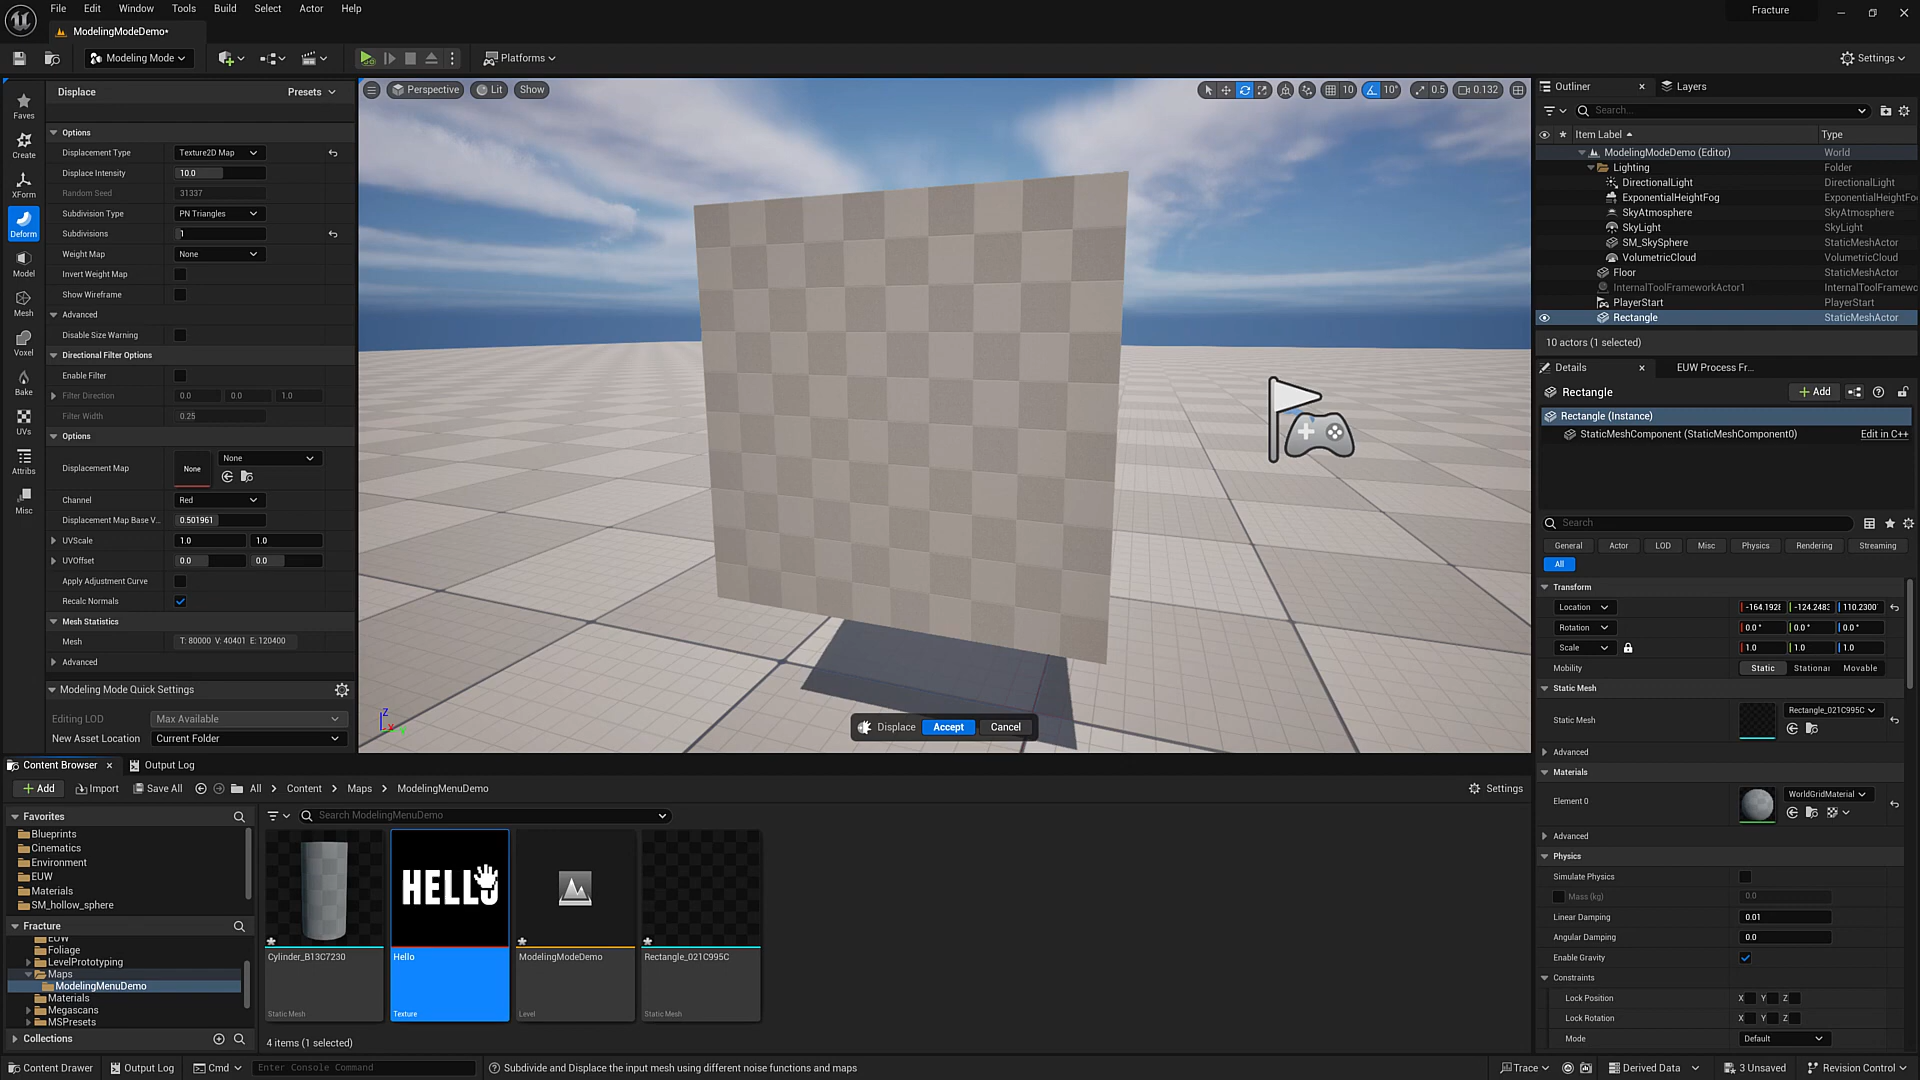 File Edit Window Tools Build Select Actor Help
Fracture
ModelingModeDemo*
Modeling Mode
Platforms
Settings
Displace
Presets
Faves
Create
XForm
Deform
Model
Mesh
Voxel
Bake
UVs
Attribs
Misc
Options
Displacement Type Texture2D Map
Displace Intensity 10.0
Random Seed 31337
Subdivision Type PN Triangles
Subdivisions 1
Weight Map None
Invert Weight Map
Show Wireframe
Advanced
Disable Size Warning
Directional Filter Options
Enable Filter
Filter Direction 0.0 0.0 1.0
Filter Width 0.25
Options
Displacement Map None None
Channel Red
Displacement Map Base V... 0.501961
UVScale 1.0 1.0
UVOffset 0.0 0.0
Apply Adjustment Curve
Recalc Normals
Mesh Statistics
Mesh T: 80000 V: 40401 E: 120400
Advanced
Modeling Mode Quick Settings
Editing LOD Max Available
New Asset Location Current Folder
Perspective Lit Show
10 10° 0.5 0.132
Z
Displace Accept Cancel
Outliner Layers
Search...
Item Label Type
ModelingModeDemo (Editor) World
Lighting Folder
DirectionalLight DirectionalLight
ExponentialHeightFog ExponentialHeightFo
SkyAtmosphere SkyAtmosphere
SkyLight SkyLight
SM_SkySphere StaticMeshActor
VolumetricCloud VolumetricCloud
Floor StaticMeshActor
InternalToolFrameworkActor1 InternalToolFramewo
PlayerStart PlayerStart
Rectangle StaticMeshActor
10 actors (1 selected)
Details EUW Process Fr...
Rectangle
Add
Rectangle (Instance)
StaticMeshComponent (StaticMeshComponent0) Edit in C++
Search
General Actor LOD Misc Physics Rendering Streaming
All
Transform
Location -164.1928 -124.2483 110.2300
Rotation 0.0° 0.0° 0.0°
Scale 1.0 1.0 1.0
Mobility Static Stationar Movable
Static Mesh
Static Mesh Rectangle_021C995C
Advanced
Materials
Element 0 WorldGridMaterial
Advanced
Physics
Simulate Physics
Mass (kg) 0.0
Linear Damping 0.01
Angular Damping 0.0
Enable Gravity
Constraints
Lock Position X Y Z
Lock Rotation X Y Z
Mode Default
Content Browser Output Log
Add Import Save All All Content Maps ModelingMenuDemo
Settings
Favorites
Blueprints
Cinematics
Environment
EUW
Materials
SM_hollow_sphere
Fracture
EUW
Foliage
LevelPrototyping
Maps
ModelingMenuDemo
Materials
Megascans
MSPresets
Collections
Search ModelingMenuDemo
HELLO
Cylinder_B13C7230
Static Mesh
Hello
Texture
ModelingModeDemo
Level
Rectangle_021C995C
Static Mesh
4 items (1 selected)
Content Drawer Output Log Cmd Enter Console Command
Subdivide and Displace the input mesh using different noise functions and maps
Trace Derived Data 3 Unsaved Revision Control